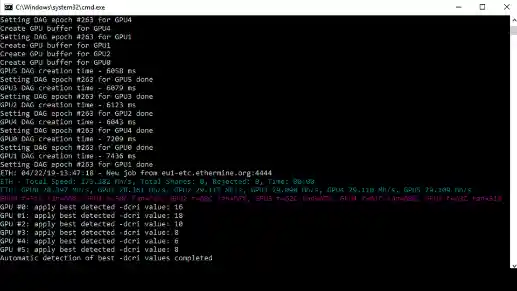 C:\Windows\system32\cmd.exe
Setting DAG epoch #263 for GPU4
Create GPU buffer for GPU4
Setting DAG epoch #263 for GPU1
Create GPU buffer for GPU1
Create GPU buffer for GPU2
Create GPU buffer for GPU0
GPU5 DAG creation time - 6058 ms
Setting DAG epoch #263 for GPU5 done
GPU3 DAG creation time - 6079 ms
Setting DAG epoch #263 for GPU3 done
GPU2 DAG creation time - 6123 ms
Setting DAG epoch #263 for GPU2 done
GPU4 DAG creation time - 6043 ms
Setting DAG epoch #263 for GPU4 done
GPU0 DAG creation time - 7209 ms
Setting DAG epoch #263 for GPU0 done
GPU1 DAG creation time - 7436 ms
Setting DAG epoch #263 for GPU1 done
ETH: 04/22/19-13:47:18 - New job from eu1-etc.ethermine.org:4444
ETH - Total Speed: Mh/s, Total Shares: 0, Rejected: 0, Time: 00:00
ETH: GPU0 Mh/s, GPU1 Mh/s, GPU2 Mh/s, GPU3 Mh/s, GPU4 Mh/s, GPU5 Mh/s
GPU #0: apply best detected -dcri value: 16
GPU #1: apply best detected -dcri value: 18
GPU #2: apply best detected -dcri value: 10
GPU #3: apply best detected -dcri value: 8
GPU #4: apply best detected -dcri value: 6
GPU #5: apply best detected -dcri value: 8
Automatic detection of best -dcri values completed